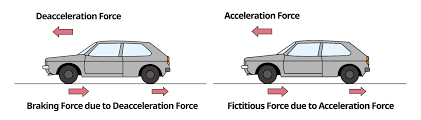 Deacceleration Force
Acceleration Force
Braking Force due to Deacceleration Force
Fictitious Force due to Acceleration Force